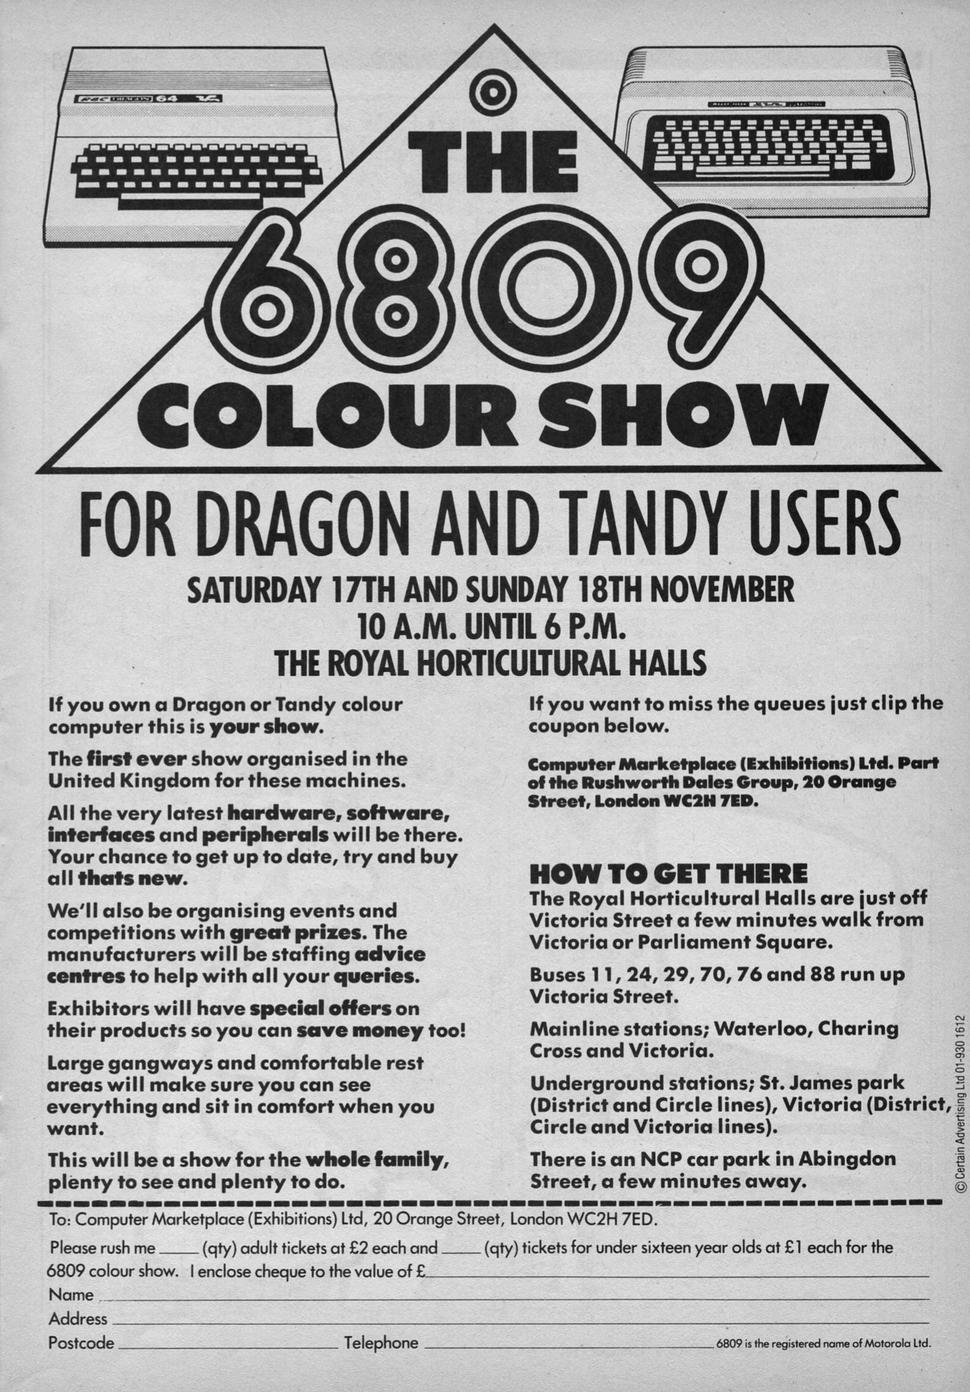 DRAGON 64
THE
6809
COLOUR SHOW
FOR DRAGON AND TANDY USERS
SATURDAY 17TH AND SUNDAY 18TH NOVEMBER
10 A.M. UNTIL 6 P.M.
THE ROYAL HORTICULTURAL HALLS
If you own a Dragon or Tandy colour
computer this is your show.
The first ever show organised in the
United Kingdom for these machines.
All the very latest hardware, software,
interfaces and peripherals will be there.
Your chance to get up to date, try and buy
all thats new.
We'll also be organising events and
competitions with great prizes. The
manufacturers will be staffing advice
centres to help with all your queries.
Exhibitors will have special offers on
their products so you can save money too!
Large gangways and comfortable rest
areas will make sure you can see
everything and sit in comfort when you
want.
This will be a show for the whole family,
plenty to see and plenty to do.
If you want to miss the queues just clip the
coupon below.
Computer Marketplace (Exhibitions) Ltd. Part
of the Rushworth Dales Group, 20 Orange
Street, London WC2H 7ED.
HOW TO GET THERE
The Royal Horticultural Halls are just off
Victoria Street a few minutes walk from
Victoria or Parliament Square.
Buses 11, 24, 29, 70, 76 and 88 run up
Victoria Street.
Mainline stations; Waterloo, Charing
Cross and Victoria.
Underground stations; St. James park
(District and Circle lines), Victoria (District,
Circle and Victoria lines).
There is an NCP car park in Abingdon
Street, a few minutes away.
© Certain Advertising Ltd 01-930 1612
To: Computer Marketplace (Exhibitions) Ltd, 20 Orange Street, London WC2H 7ED.
Please rush me ____ (qty) adult tickets at £2 each and ____ (qty) tickets for under sixteen year olds at £1 each for the
6809 colour show. I enclose cheque to the value of £____
Name ____
Address ____
Postcode ____ Telephone ____ 6809 is the registered name of Motorola Ltd.